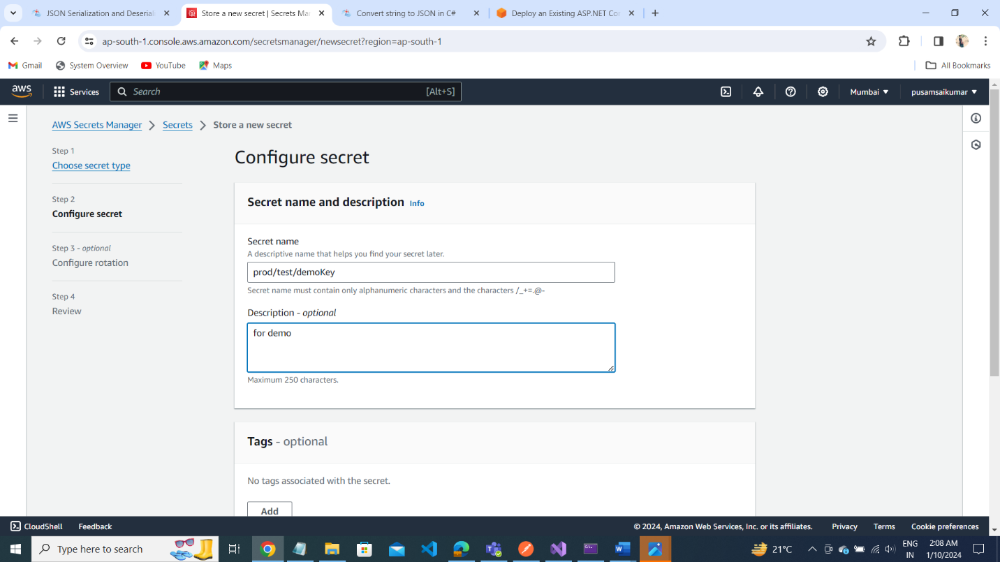 JSON Serialization and Deseriali
Store a new secret | Secrets Mar
Convert string to JSON in C#
Deploy an Existing ASP.NET Cor
ap-south-1.console.aws.amazon.com/secretsmanager/newsecret?region=ap-south-1
Gmail
System Overview
YouTube
Maps
All Bookmarks
aws
Services
Search
[Alt+S]
Mumbai
pusamsaikumar
AWS Secrets Manager
Secrets
Store a new secret
Step 1
Choose secret type
Step 2
Configure secret
Step 3 - optional
Configure rotation
Step 4
Review
Configure secret
Secret name and description Info
Secret name
A descriptive name that helps you find your secret later.
prod/test/demoKey
Secret name must contain only alphanumeric characters and the characters /_+=.@-
Description - optional
for demo
Maximum 250 characters.
Tags - optional
No tags associated with the secret.
Add
CloudShell
Feedback
© 2024, Amazon Web Services, Inc. or its affiliates.
Privacy
Terms
Cookie preferences
Type here to search
21°C
ENG
IN
2:08 AM
1/10/2024